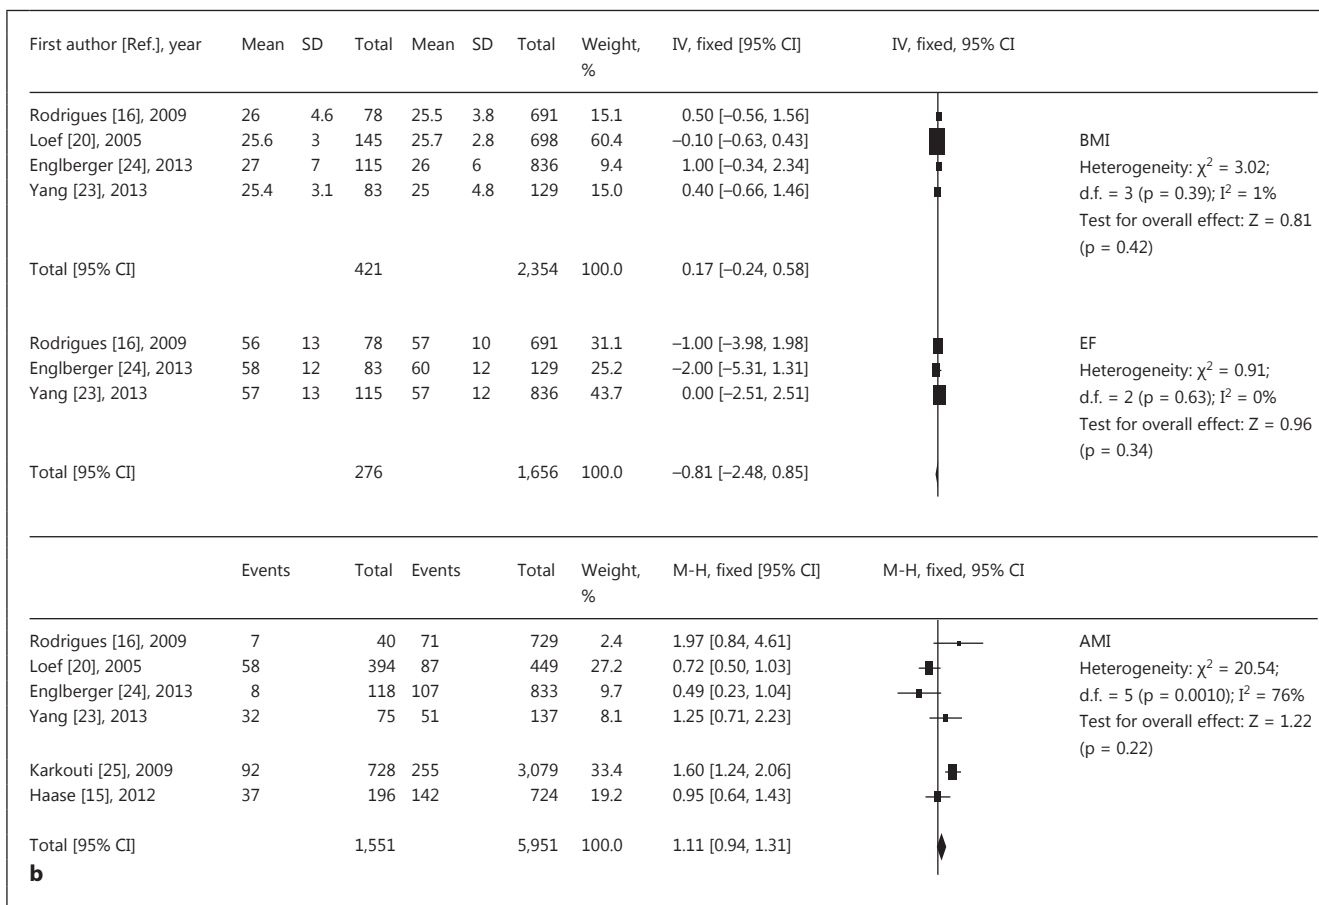 First author [Ref.], year Mean SD Total Mean SD Total Weight, % IV, fixed [95% CI] IV, fixed, 95% CI
Rodrigues [16], 2009 26 4.6 78 25.5 3.8 691 15.1 0.50 [–0.56, 1.56]
Loef [20], 2005 25.6 3 145 25.7 2.8 698 60.4 –0.10 [–0.63, 0.43]
Englberger [24], 2013 27 7 115 26 6 836 9.4 1.00 [–0.34, 2.34]
Yang [23], 2013 25.4 3.1 83 25 4.8 129 15.0 0.40 [–0.66, 1.46]
Total [95% CI] 421 2,354 100.0 0.17 [–0.24, 0.58]
BMI
Heterogeneity: χ² = 3.02;
d.f. = 3 (p = 0.39); I² = 1%
Test for overall effect: Z = 0.81
(p = 0.42)
Rodrigues [16], 2009 56 13 78 57 10 691 31.1 –1.00 [–3.98, 1.98]
Englberger [24], 2013 58 12 83 60 12 129 25.2 –2.00 [–5.31, 1.31]
Yang [23], 2013 57 13 115 57 12 836 43.7 0.00 [–2.51, 2.51]
Total [95% CI] 276 1,656 100.0 –0.81 [–2.48, 0.85]
EF
Heterogeneity: χ² = 0.91;
d.f. = 2 (p = 0.63); I² = 0%
Test for overall effect: Z = 0.96
(p = 0.34)
Events Total Events Total Weight, % M-H, fixed [95% CI] M-H, fixed, 95% CI
Rodrigues [16], 2009 7 40 71 729 2.4 1.97 [0.84, 4.61]
Loef [20], 2005 58 394 87 449 27.2 0.72 [0.50, 1.03]
Englberger [24], 2013 8 118 107 833 9.7 0.49 [0.23, 1.04]
Yang [23], 2013 32 75 51 137 8.1 1.25 [0.71, 2.23]
Karkouti [25], 2009 92 728 255 3,079 33.4 1.60 [1.24, 2.06]
Haase [15], 2012 37 196 142 724 19.2 0.95 [0.64, 1.43]
Total [95% CI] 1,551 5,951 100.0 1.11 [0.94, 1.31]
AMI
Heterogeneity: χ² = 20.54;
d.f. = 5 (p = 0.0010); I² = 76%
Test for overall effect: Z = 1.22
(p = 0.22)
b